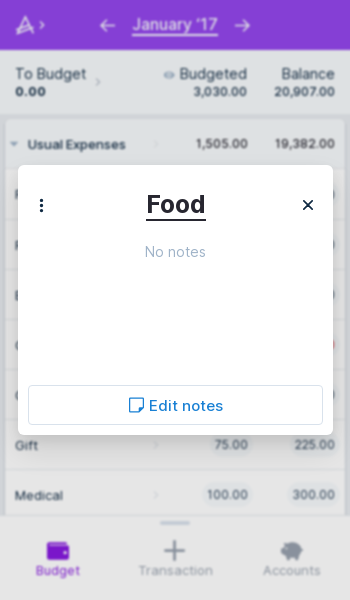 January '17
To Budget
0.00
Budgeted
3,030.00
Balance
20,907.00
Usual Expenses 1,505.00 19,382.00
Food
No notes
Edit notes
Gift 75.00 225.00
Medical 100.00 300.00
Budget
Transaction
Accounts